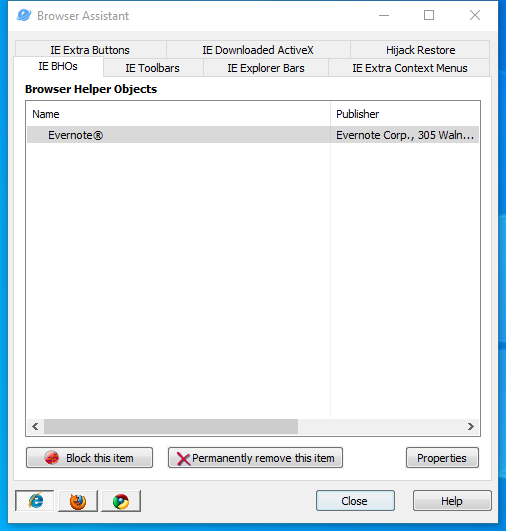 Browser Assistant
IE Extra Buttons IE Downloaded ActiveX Hijack Restore
IE BHOs IE Toolbars IE Explorer Bars IE Extra Context Menus
Browser Helper Objects
Name Publisher
Evernote® Evernote Corp., 305 Waln...
Block this item Permanently remove this item Properties
Close Help